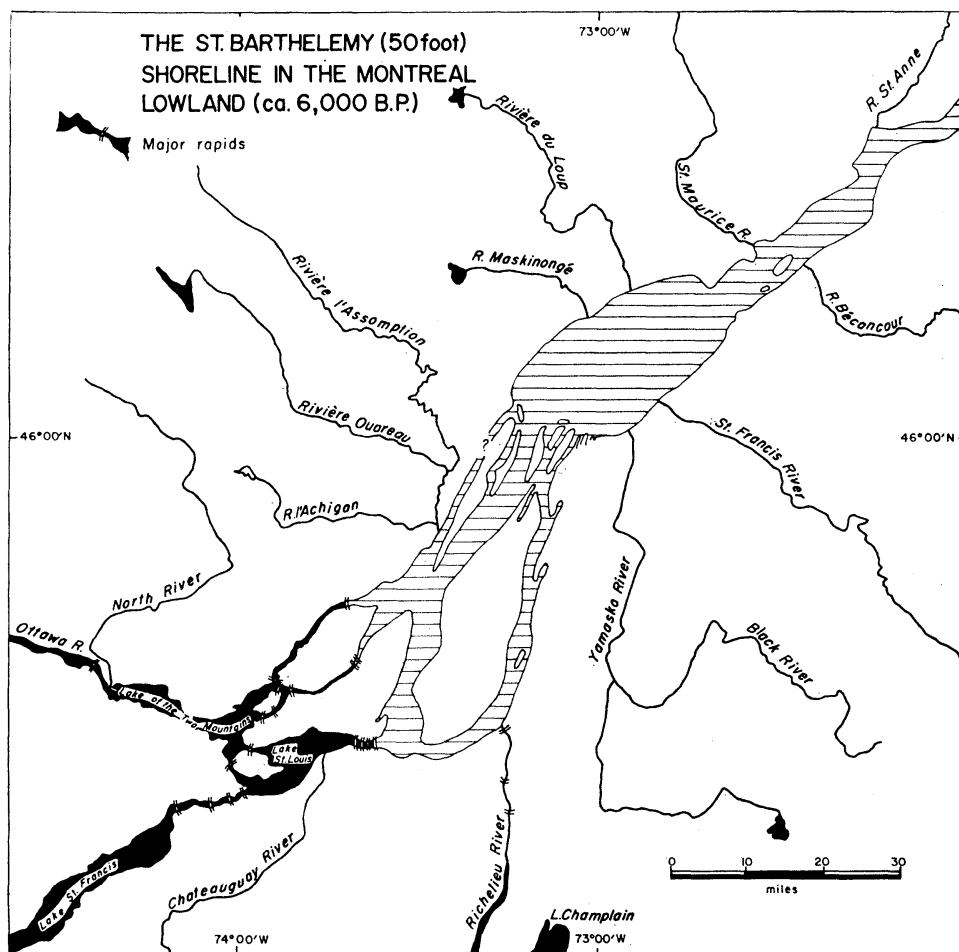 THE ST. BARTHELEMY (50 foot)
SHORELINE IN THE MONTREAL
LOWLAND (ca. 6,000 B.P.)
Major rapids
73°00'W
R. St. Anne
Rivière du Loup
St. Maurice R.
R. Maskinongé
Rivière l'Assomption
R. Bécancour
Rivière Ouareau
46°00'N
?
46°00'N
St. Francis River
R. l'Achigan
North River
Ottawa R.
Yamaska River
Black River
Lake of the Two Mountains
Lake
St. Louis
Lake St. Francis
Chateauguay River
Richelieu River
0 10 20 30
miles
L. Champlain
74°00'W
73°00'W